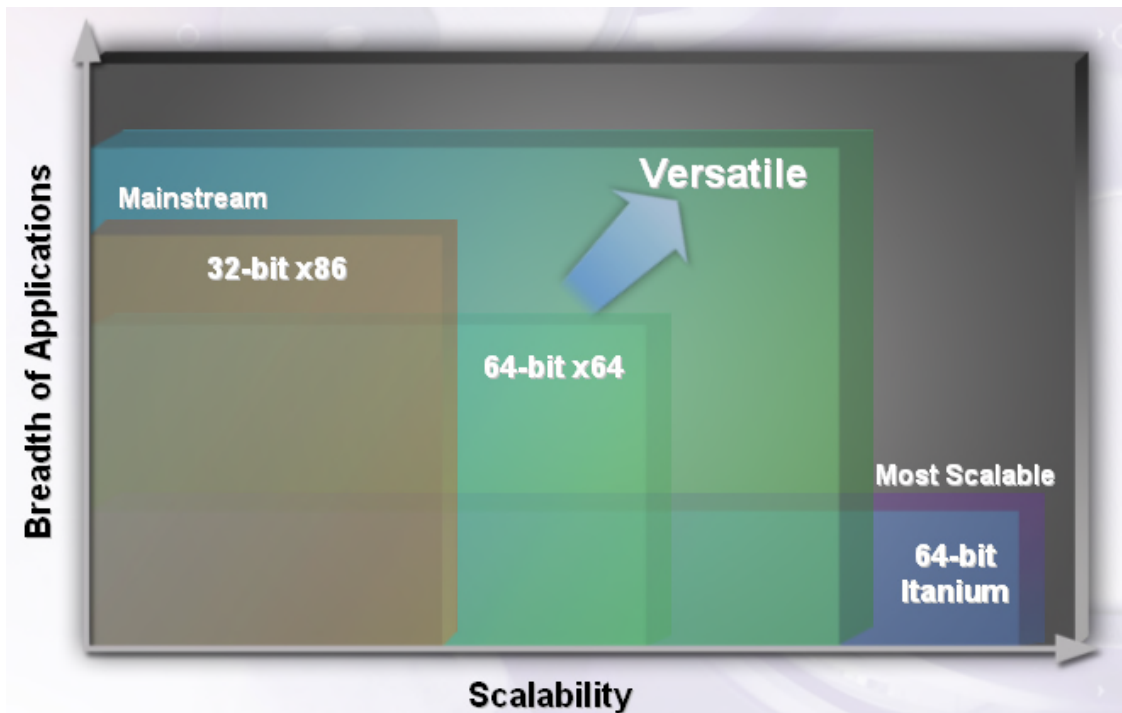 Breadth of Applications
Mainstream
Versatile
32-bit x86
64-bit x64
Most Scalable
64-bit
Itanium
Scalability